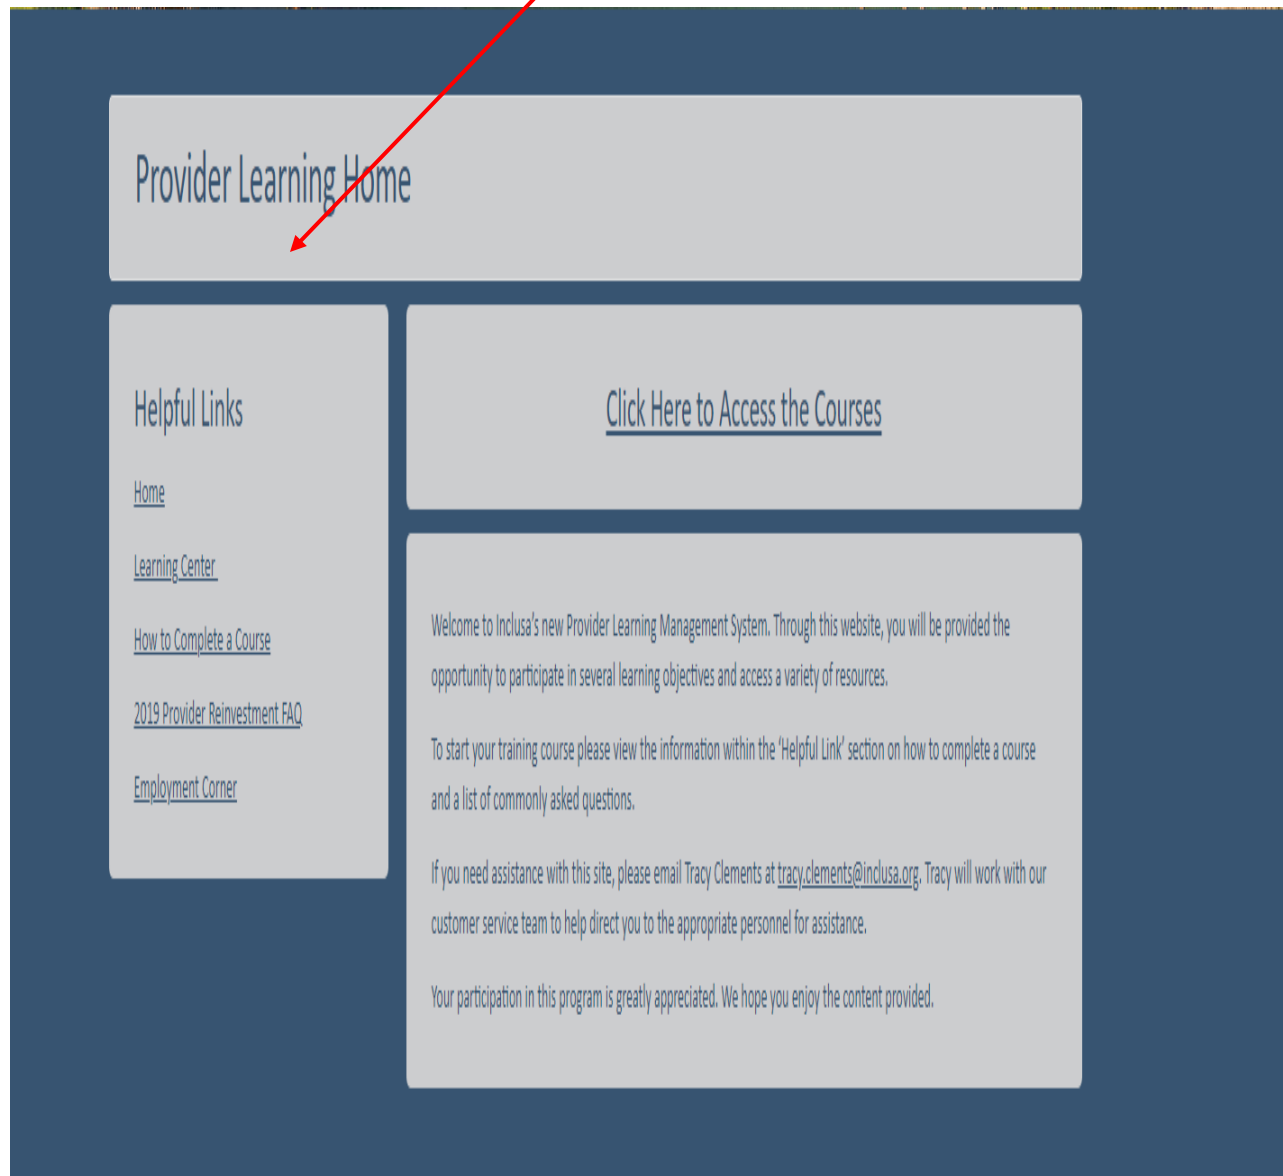 Provider Learning Home
Helpful Links
Home
Learning Center
How to Complete a Course
2019 Provider Reinvestment FAQ
Employment Corner
Click Here to Access the Courses
Welcome to Inclusa's new Provider Learning Management System. Through this website, you will be provided the
opportunity to participate in several learning objectives and access a variety of resources.
To start your training course please view the information within the 'Helpful Link' section on how to complete a course
and a list of commonly asked questions.
If you need assistance with this site, please email Tracy Clements at tracy.clements@inclusa.org. Tracy will work with our
customer service team to help direct you to the appropriate personnel for assistance.
Your participation in this program is greatly appreciated. We hope you enjoy the content provided.